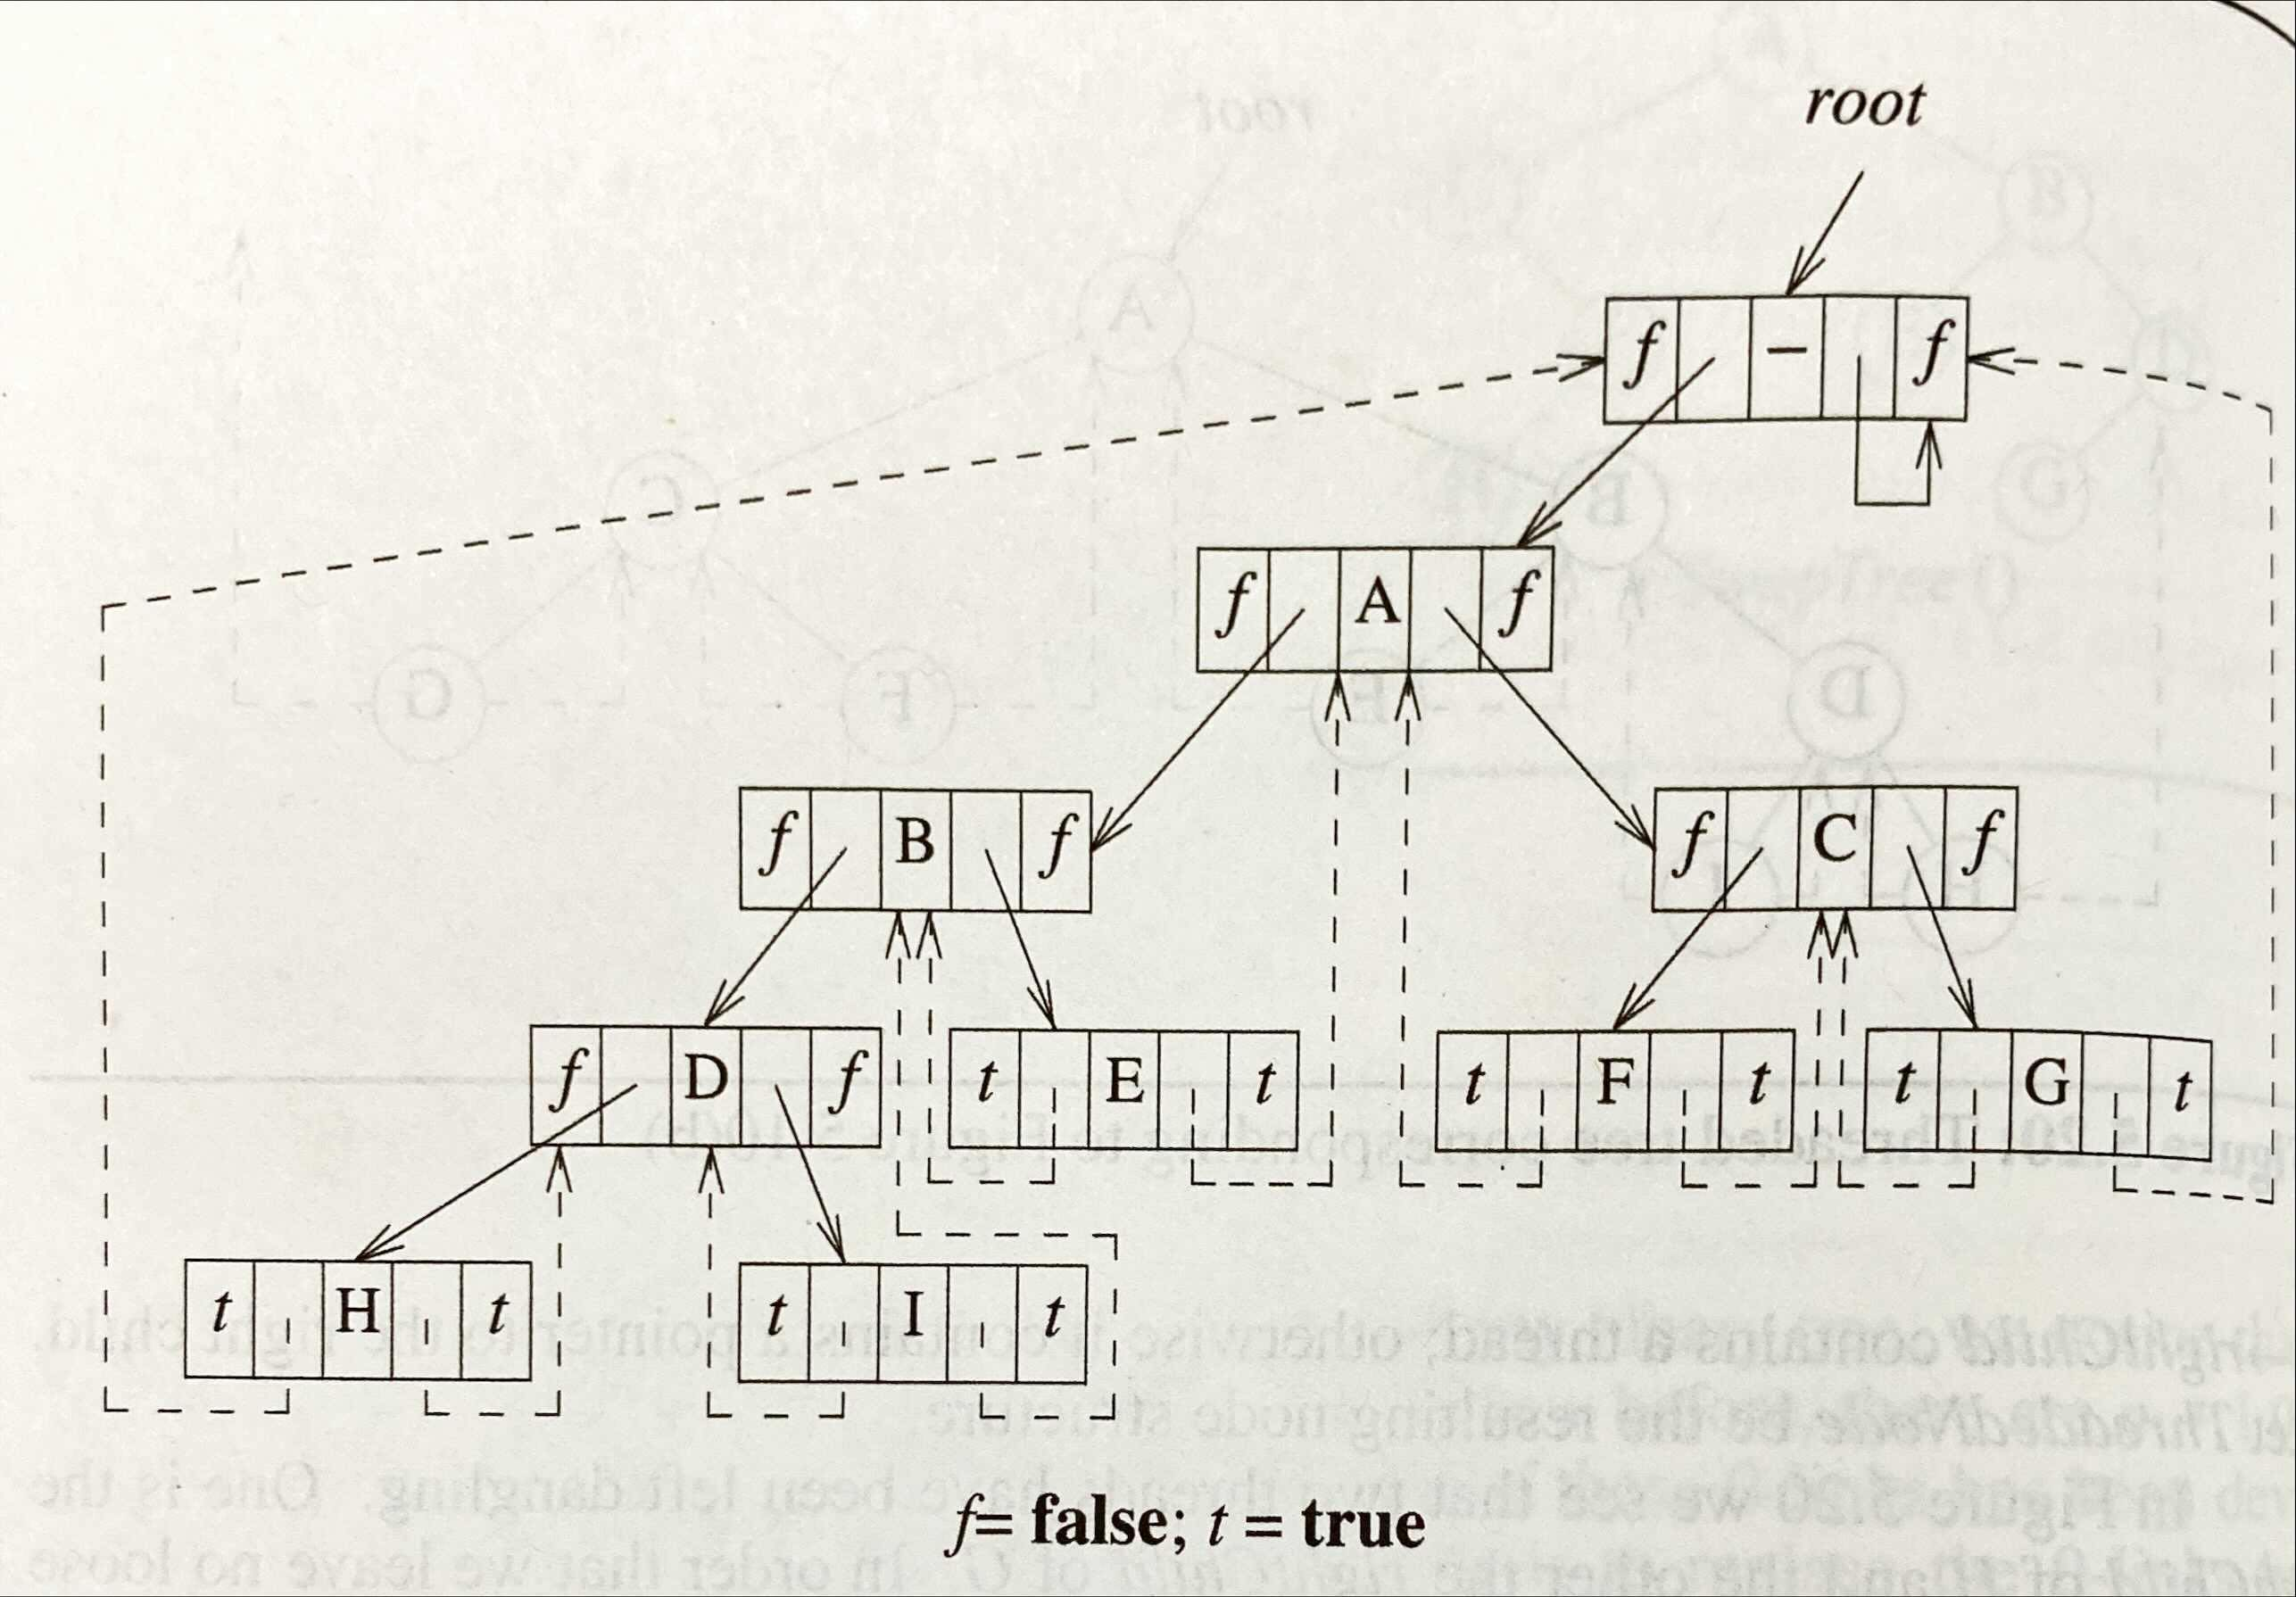 root
f – f
f A f
f B f f C f
f D f t E t t F t t G t
t H t t I t
f= false; t = true